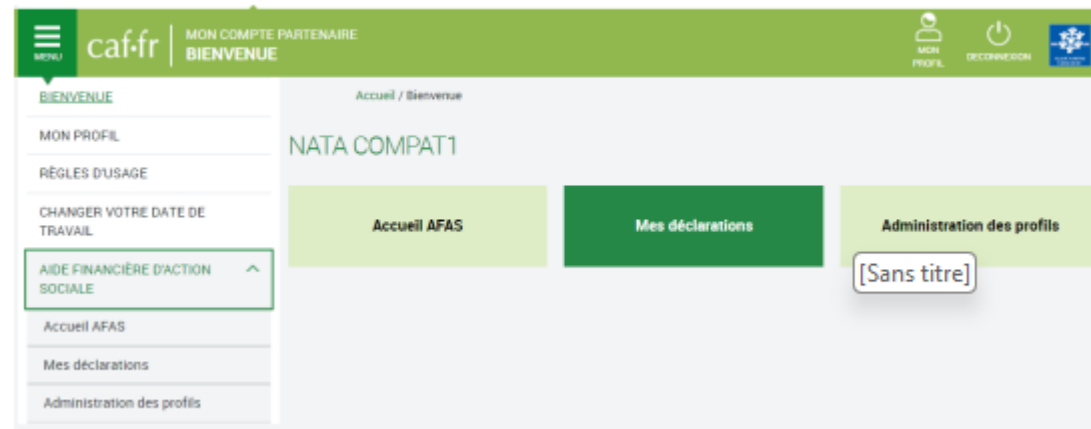 MENU
caf.fr
MON COMPTE PARTENAIRE
BIENVENUE
MON PROFIL
DECONNEXION
BIENVENUE
MON PROFIL
RÈGLES D'USAGE
CHANGER VOTRE DATE DE
TRAVAIL
AIDE FINANCIÈRE D'ACTION
SOCIALE
Accueil AFAS
Mes déclarations
Administration des profils
Accueil / Bienvenue
NATA COMPAT1
Accueil AFAS
Mes déclarations
Administration des profils
[Sans titre]